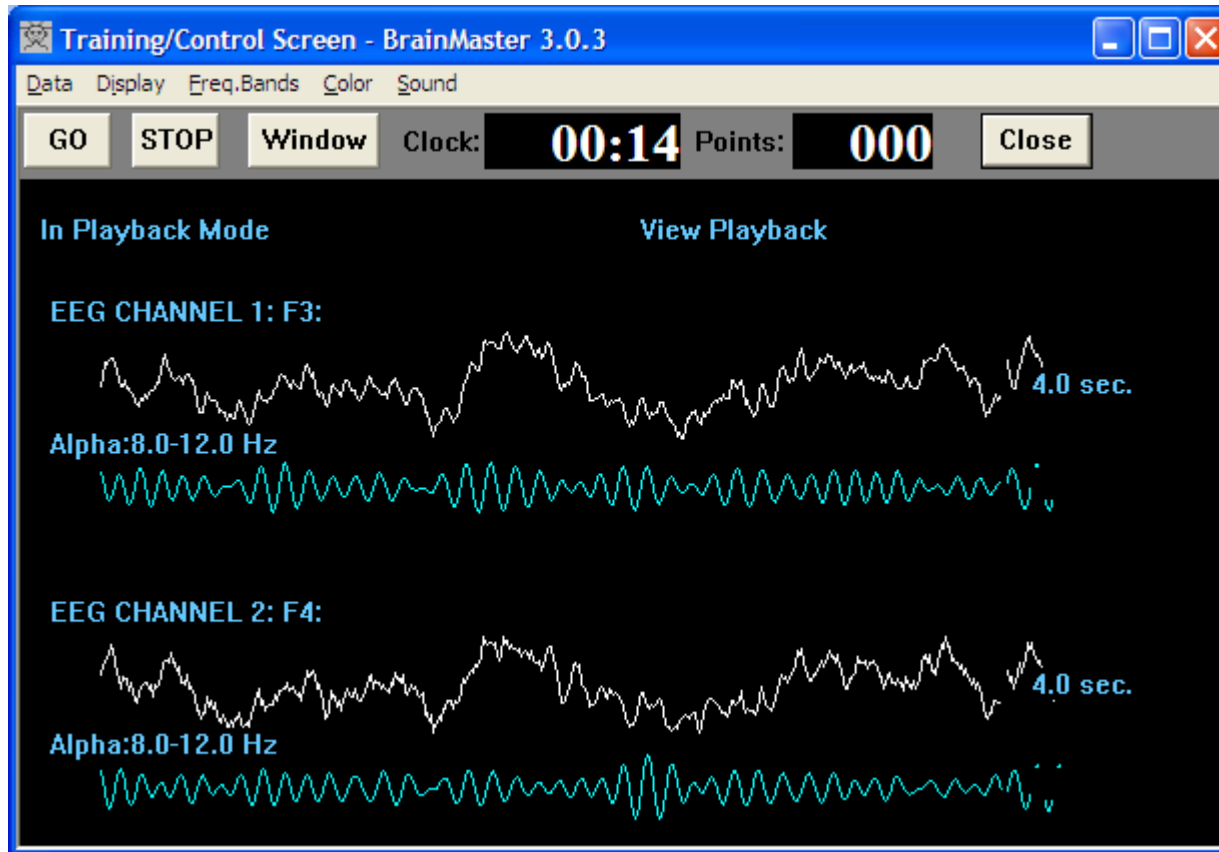 Training/Control Screen - BrainMaster 3.0.3
Data Display Freq.Bands Color Sound
GO STOP Window Clock: 00:14 Points: 000 Close
In Playback Mode View Playback
EEG CHANNEL 1: F3:
4.0 sec.
Alpha:8.0-12.0 Hz
EEG CHANNEL 2: F4:
4.0 sec.
Alpha:8.0-12.0 Hz